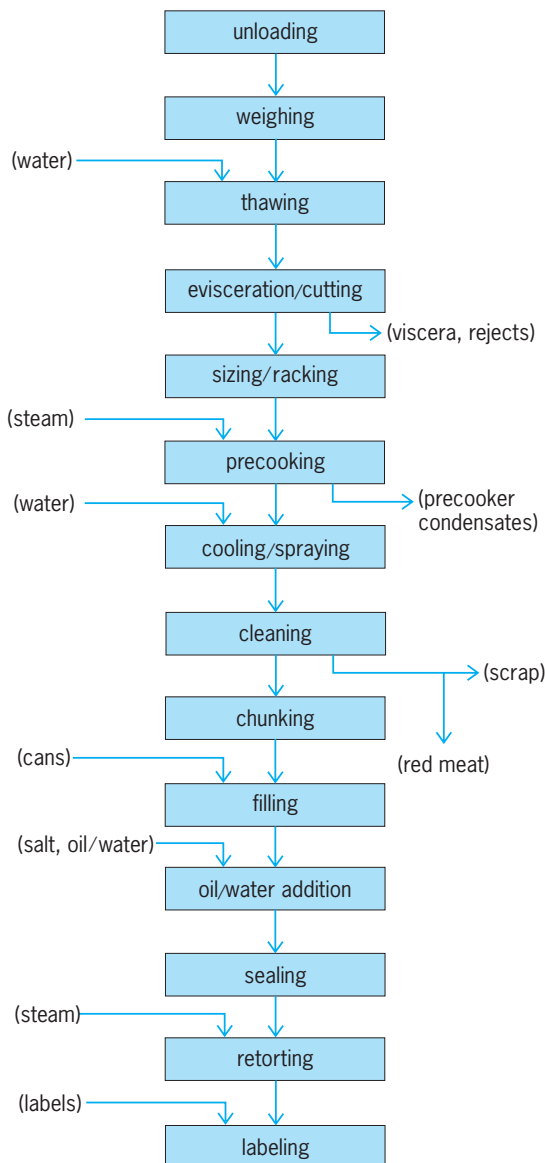 unloading
weighing
(water)
thawing
evisceration/cutting
(viscera, rejects)
sizing/racking
(steam)
precooking
(water)
(precooker
condensates)
cooling/spraying
cleaning
(scrap)
chunking
(cans)
(red meat)
filling
(salt, oil/water)
oil/water addition
sealing
(steam)
retorting
(labels)
labeling